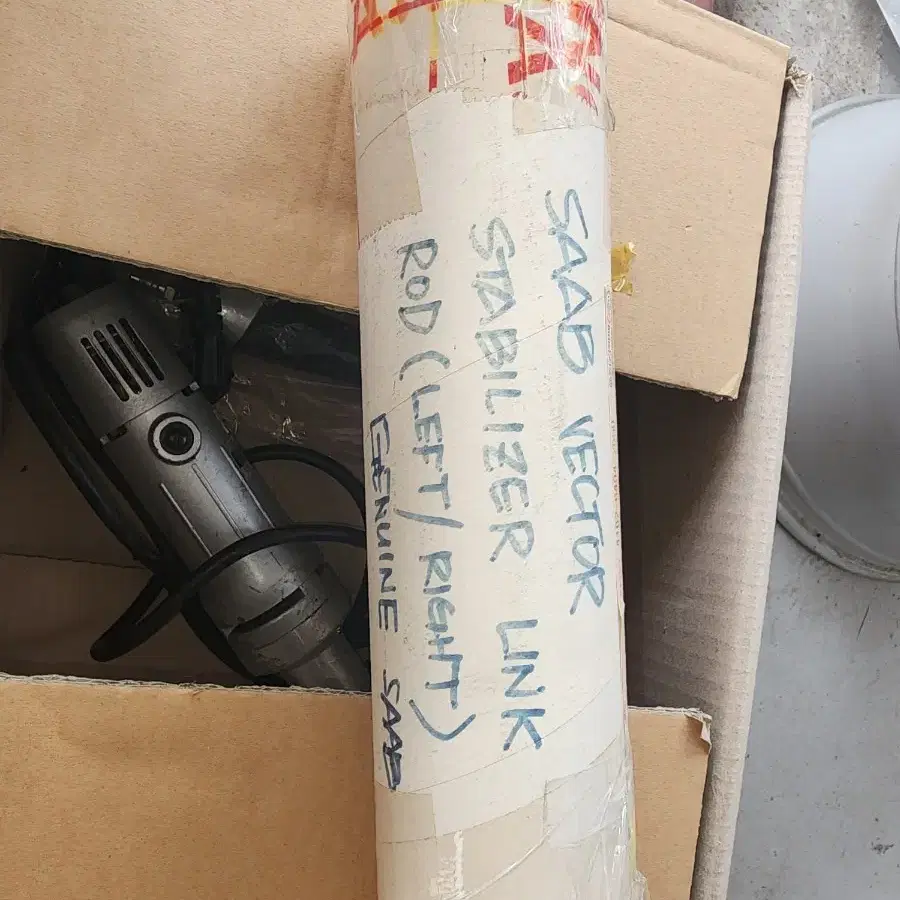 SAAB VECTOR
STABILIZER LINK
ROD (LEFT/RIGHT)
GENUINE SAAB